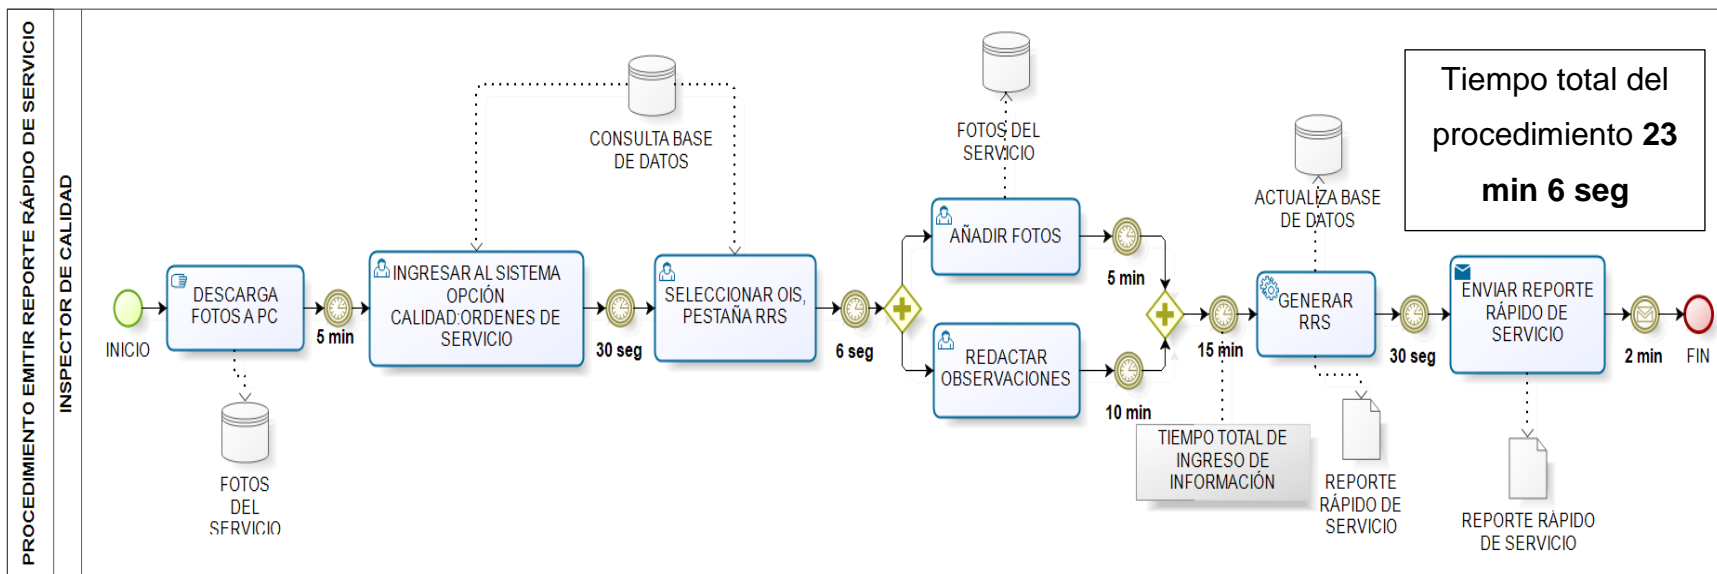 PROCEDIMIENTO EMITIR REPORTE RÁPIDO DE SERVICIO
INSPECTOR DE CALIDAD
INICIO
DESCARGA
FOTOS A PC
5 min
FOTOS
DEL
SERVICIO
INGRESAR AL SISTEMA
OPCIÓN
CALIDAD:ORDENES DE
SERVICIO
30 seg
CONSULTA BASE
DE DATOS
SELECCIONAR OIS,
PESTAÑA RRS
6 seg
FOTOS DEL
SERVICIO
AÑADIR FOTOS
5 min
REDACTAR
OBSERVACIONES
10 min
15 min
TIEMPO TOTAL DE
INGRESO DE
INFORMACIÓN
ACTUALIZA BASE
DE DATOS
GENERAR
RRS
30 seg
REPORTE
RÁPIDO DE
SERVICIO
ENVIAR REPORTE
RÁPIDO DE
SERVICIO
2 min
FIN
REPORTE RÁPIDO
DE SERVICIO
Tiempo total del
procedimiento 23
min 6 seg